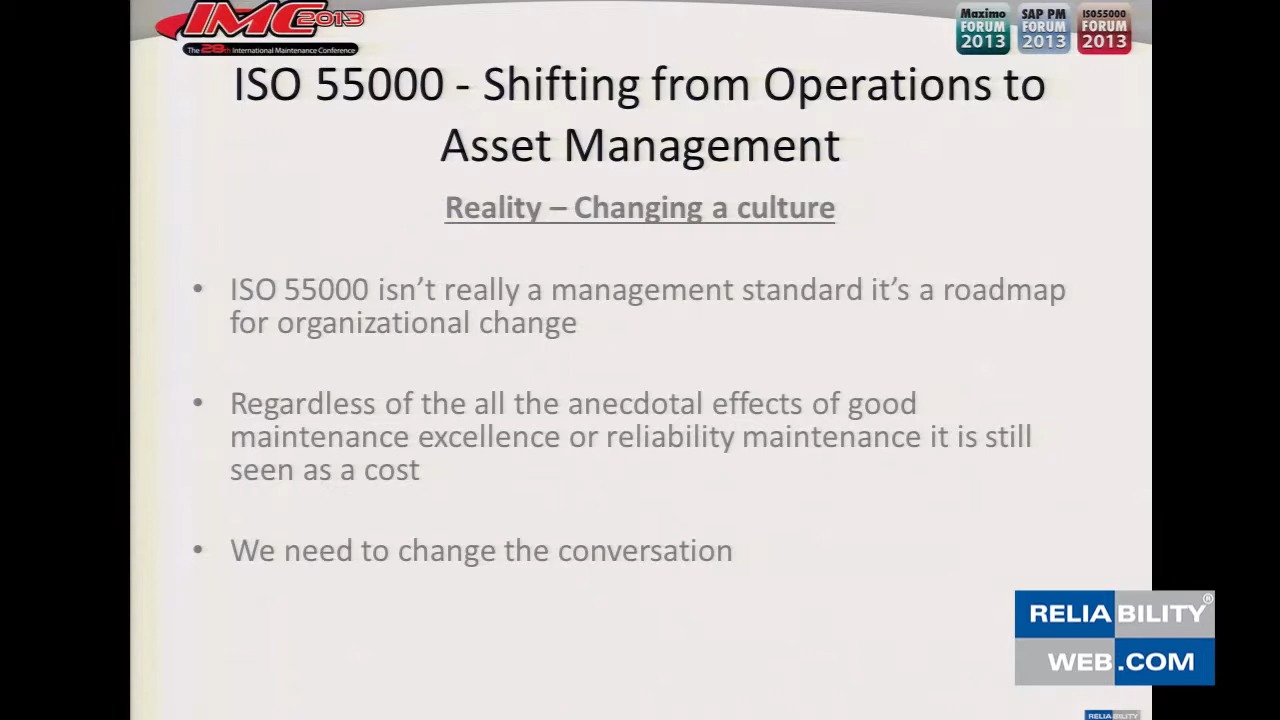 IMC 2013
The 28th International Maintenance Conference
Maximo
FORUM
2013
SAP PM
FORUM
2013
ISO55000
FORUM
2013
ISO 55000 - Shifting from Operations to
Asset Management
Reality – Changing a culture
• ISO 55000 isn’t really a management standard it’s a roadmap
for organizational change
• Regardless of the all the anecdotal effects of good
maintenance excellence or reliability maintenance it is still
seen as a cost
• We need to change the conversation
RELIABILITY®
WEB.COM
RELIABILITY